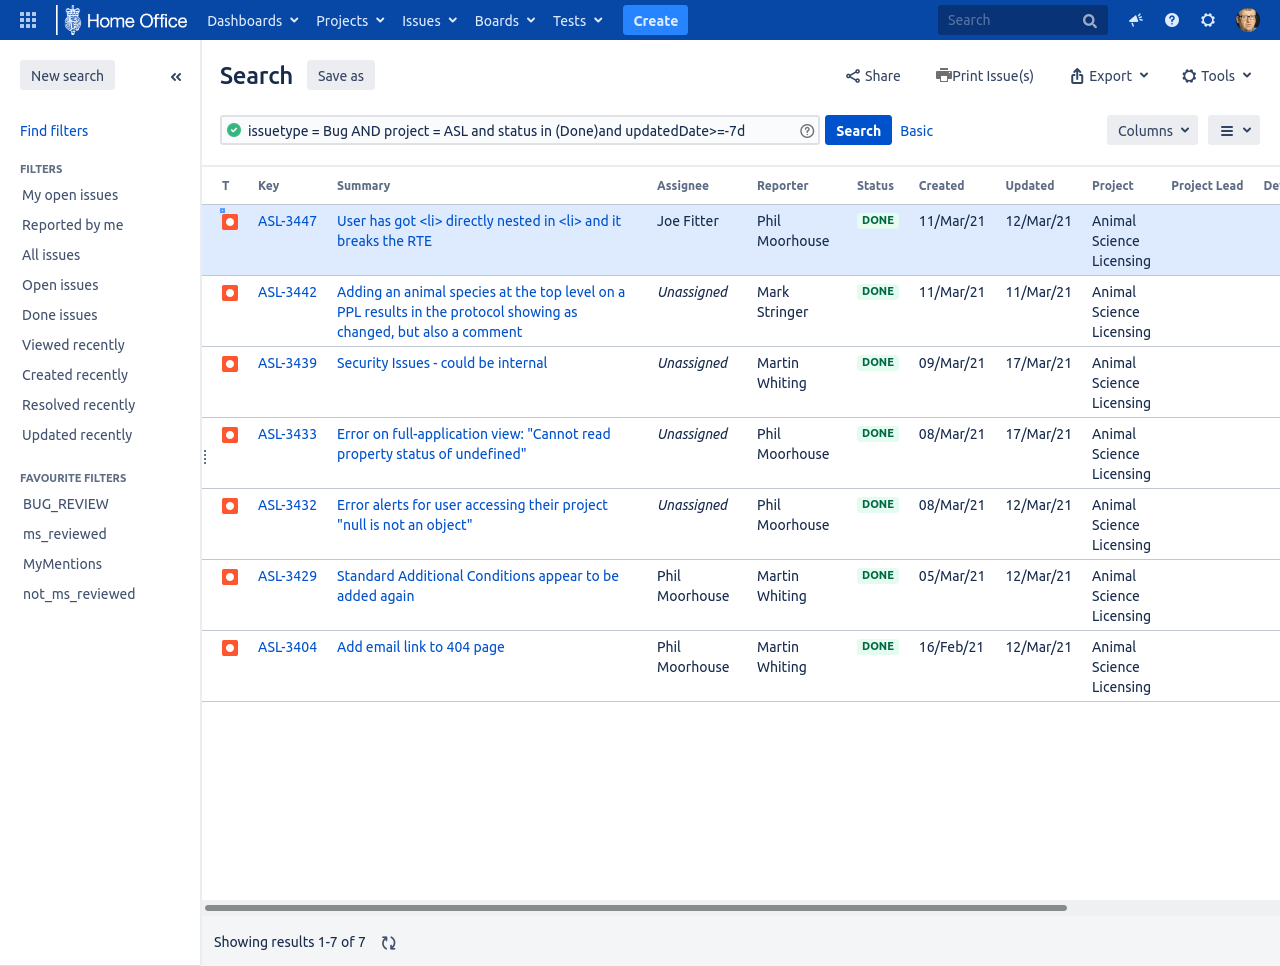 Home Office Dashboards Projects Issues Boards Tests Create Search
New search
Search Save as Share Print Issue(s) Export Tools
Find filters
issuetype = Bug AND project = ASL and status in (Done)and updatedDate>=-7d Search Basic Columns
FILTERS
My open issues
Reported by me
All issues
Open issues
Done issues
Viewed recently
Created recently
Resolved recently
Updated recently
FAVOURITE FILTERS
BUG_REVIEW
ms_reviewed
MyMentions
not_ms_reviewed
T Key Summary Assignee Reporter Status Created Updated Project Project Lead De
ASL-3447 User has got <li> directly nested in <li> and it Joe Fitter Phil DONE 11/Mar/21 12/Mar/21 Animal
breaks the RTE Moorhouse Science
Licensing
ASL-3442 Adding an animal species at the top level on a Unassigned Mark DONE 11/Mar/21 11/Mar/21 Animal
PPL results in the protocol showing as Stringer Science
changed, but also a comment Licensing
ASL-3439 Security Issues - could be internal Unassigned Martin DONE 09/Mar/21 17/Mar/21 Animal
Whiting Science
Licensing
ASL-3433 Error on full-application view: "Cannot read Unassigned Phil DONE 08/Mar/21 17/Mar/21 Animal
property status of undefined" Moorhouse Science
Licensing
ASL-3432 Error alerts for user accessing their project Unassigned Phil DONE 08/Mar/21 12/Mar/21 Animal
"null is not an object" Moorhouse Science
Licensing
ASL-3429 Standard Additional Conditions appear to be Phil Martin DONE 05/Mar/21 12/Mar/21 Animal
added again Moorhouse Whiting Science
Licensing
ASL-3404 Add email link to 404 page Phil Martin DONE 16/Feb/21 12/Mar/21 Animal
Moorhouse Whiting Science
Licensing
Showing results 1-7 of 7